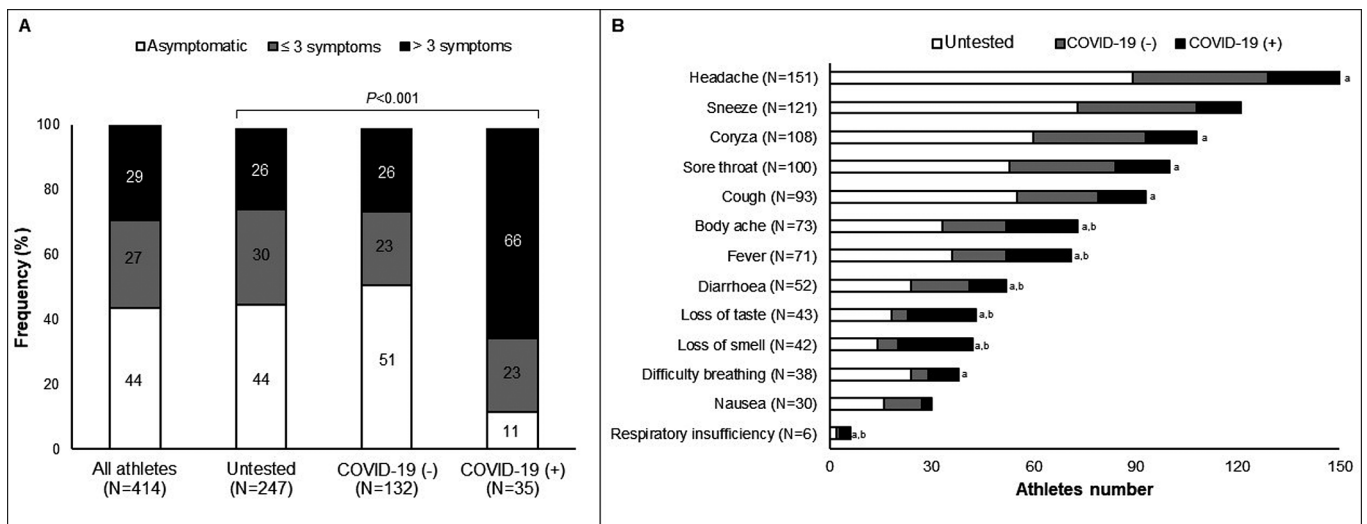 A
Asymptomatic ≤ 3 symptoms > 3 symptoms
P<0.001
Frequency (%)
100
80
60
40
20
0
29 26 26 66
27 30 23 23
44 44 51 11
All athletes Untested COVID-19 (-) COVID-19 (+)
(N=414) (N=247) (N=132) (N=35)
B
Untested COVID-19 (-) COVID-19 (+)
Headache (N=151) a
Sneeze (N=121)
Coryza (N=108) a
Sore throat (N=100) a
Cough (N=93) a
Body ache (N=73) a,b
Fever (N=71) a,b
Diarrhoea (N=52) a,b
Loss of taste (N=43) a,b
Loss of smell (N=42) a,b
Difficulty breathing (N=38) a
Nausea (N=30)
Respiratory insufficiency (N=6) a,b
0 30 60 90 120 150
Athletes number